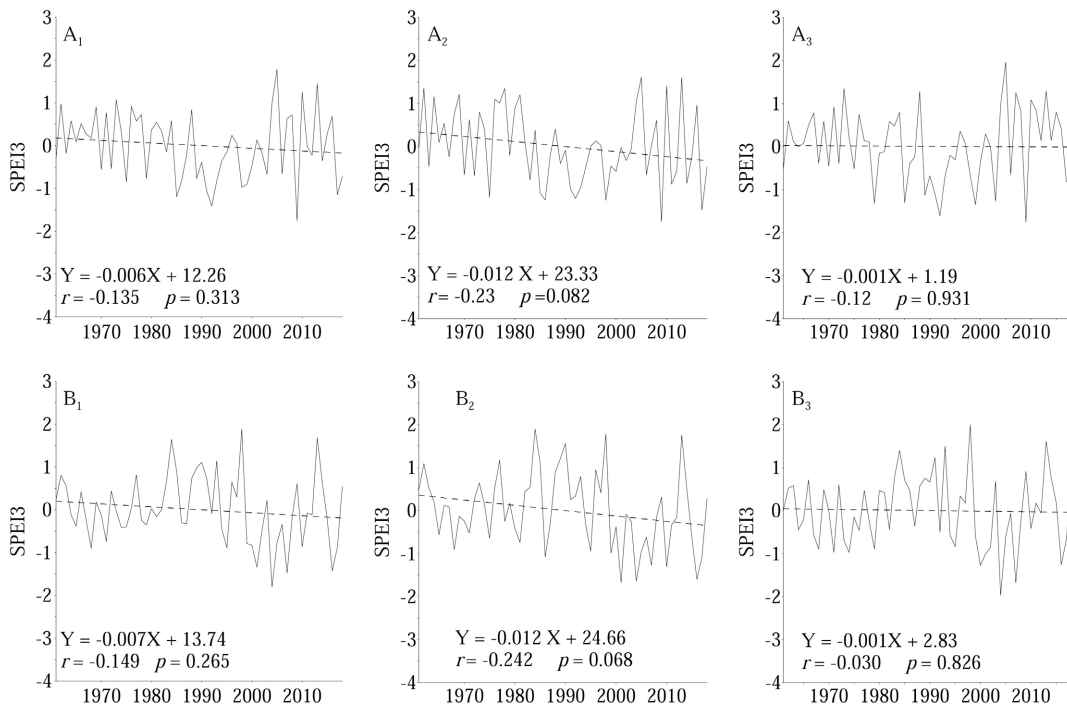 A1
SPEI3
3
2
1
0
-1
-2
-3
-4
Y = -0.006X + 12.26
r = -0.135 p = 0.313
1970 1980 1990 2000 2010
A2
SPEI3
3
2
1
0
-1
-2
-3
-4
Y = -0.012 X + 23.33
r = -0.23 p =0.082
1970 1980 1990 2000 2010
A3
SPEI3
3
2
1
0
-1
-2
-3
-4
Y = -0.001X + 1.19
r = -0.12 p = 0.931
1970 1980 1990 2000 2010
B1
SPEI3
3
2
1
0
-1
-2
-3
-4
Y = -0.007X + 13.74
r = -0.149 p = 0.265
1970 1980 1990 2000 2010
B2
SPEI3
3
2
1
0
-1
-2
-3
-4
Y = -0.012 X + 24.66
r = -0.242 p = 0.068
1970 1980 1990 2000 2010
B3
SPEI3
3
2
1
0
-1
-2
-3
-4
Y = -0.001X + 2.83
r = -0.030 p = 0.826
1970 1980 1990 2000 2010